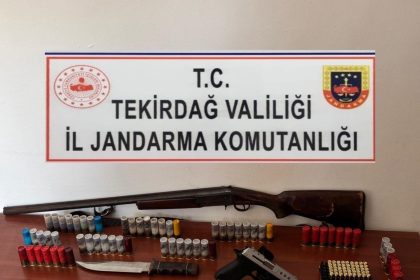 T.C.
TEKİRDAĞ VALİLİĞİ
İL JANDARMA KOMUTANLIĞI